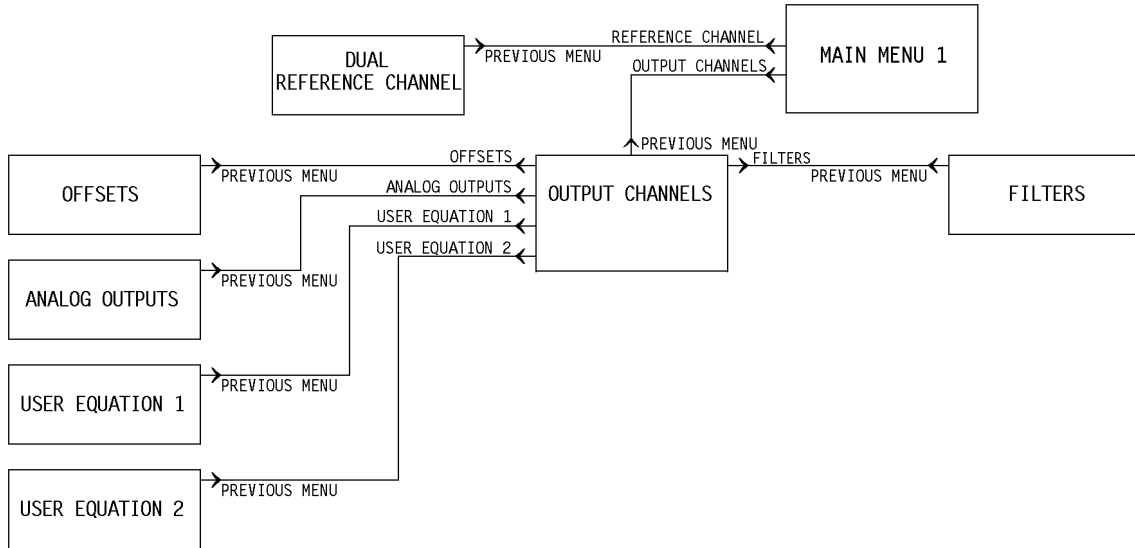 DUAL
REFERENCE CHANNEL
PREVIOUS MENU
REFERENCE CHANNEL
OUTPUT CHANNELS
MAIN MENU 1
PREVIOUS MENU
OFFSETS
PREVIOUS MENU
OFFSETS
ANALOG OUTPUTS
USER EQUATION 1
USER EQUATION 2
OUTPUT CHANNELS
FILTERS
PREVIOUS MENU
FILTERS
ANALOG OUTPUTS
PREVIOUS MENU
USER EQUATION 1
PREVIOUS MENU
USER EQUATION 2
PREVIOUS MENU